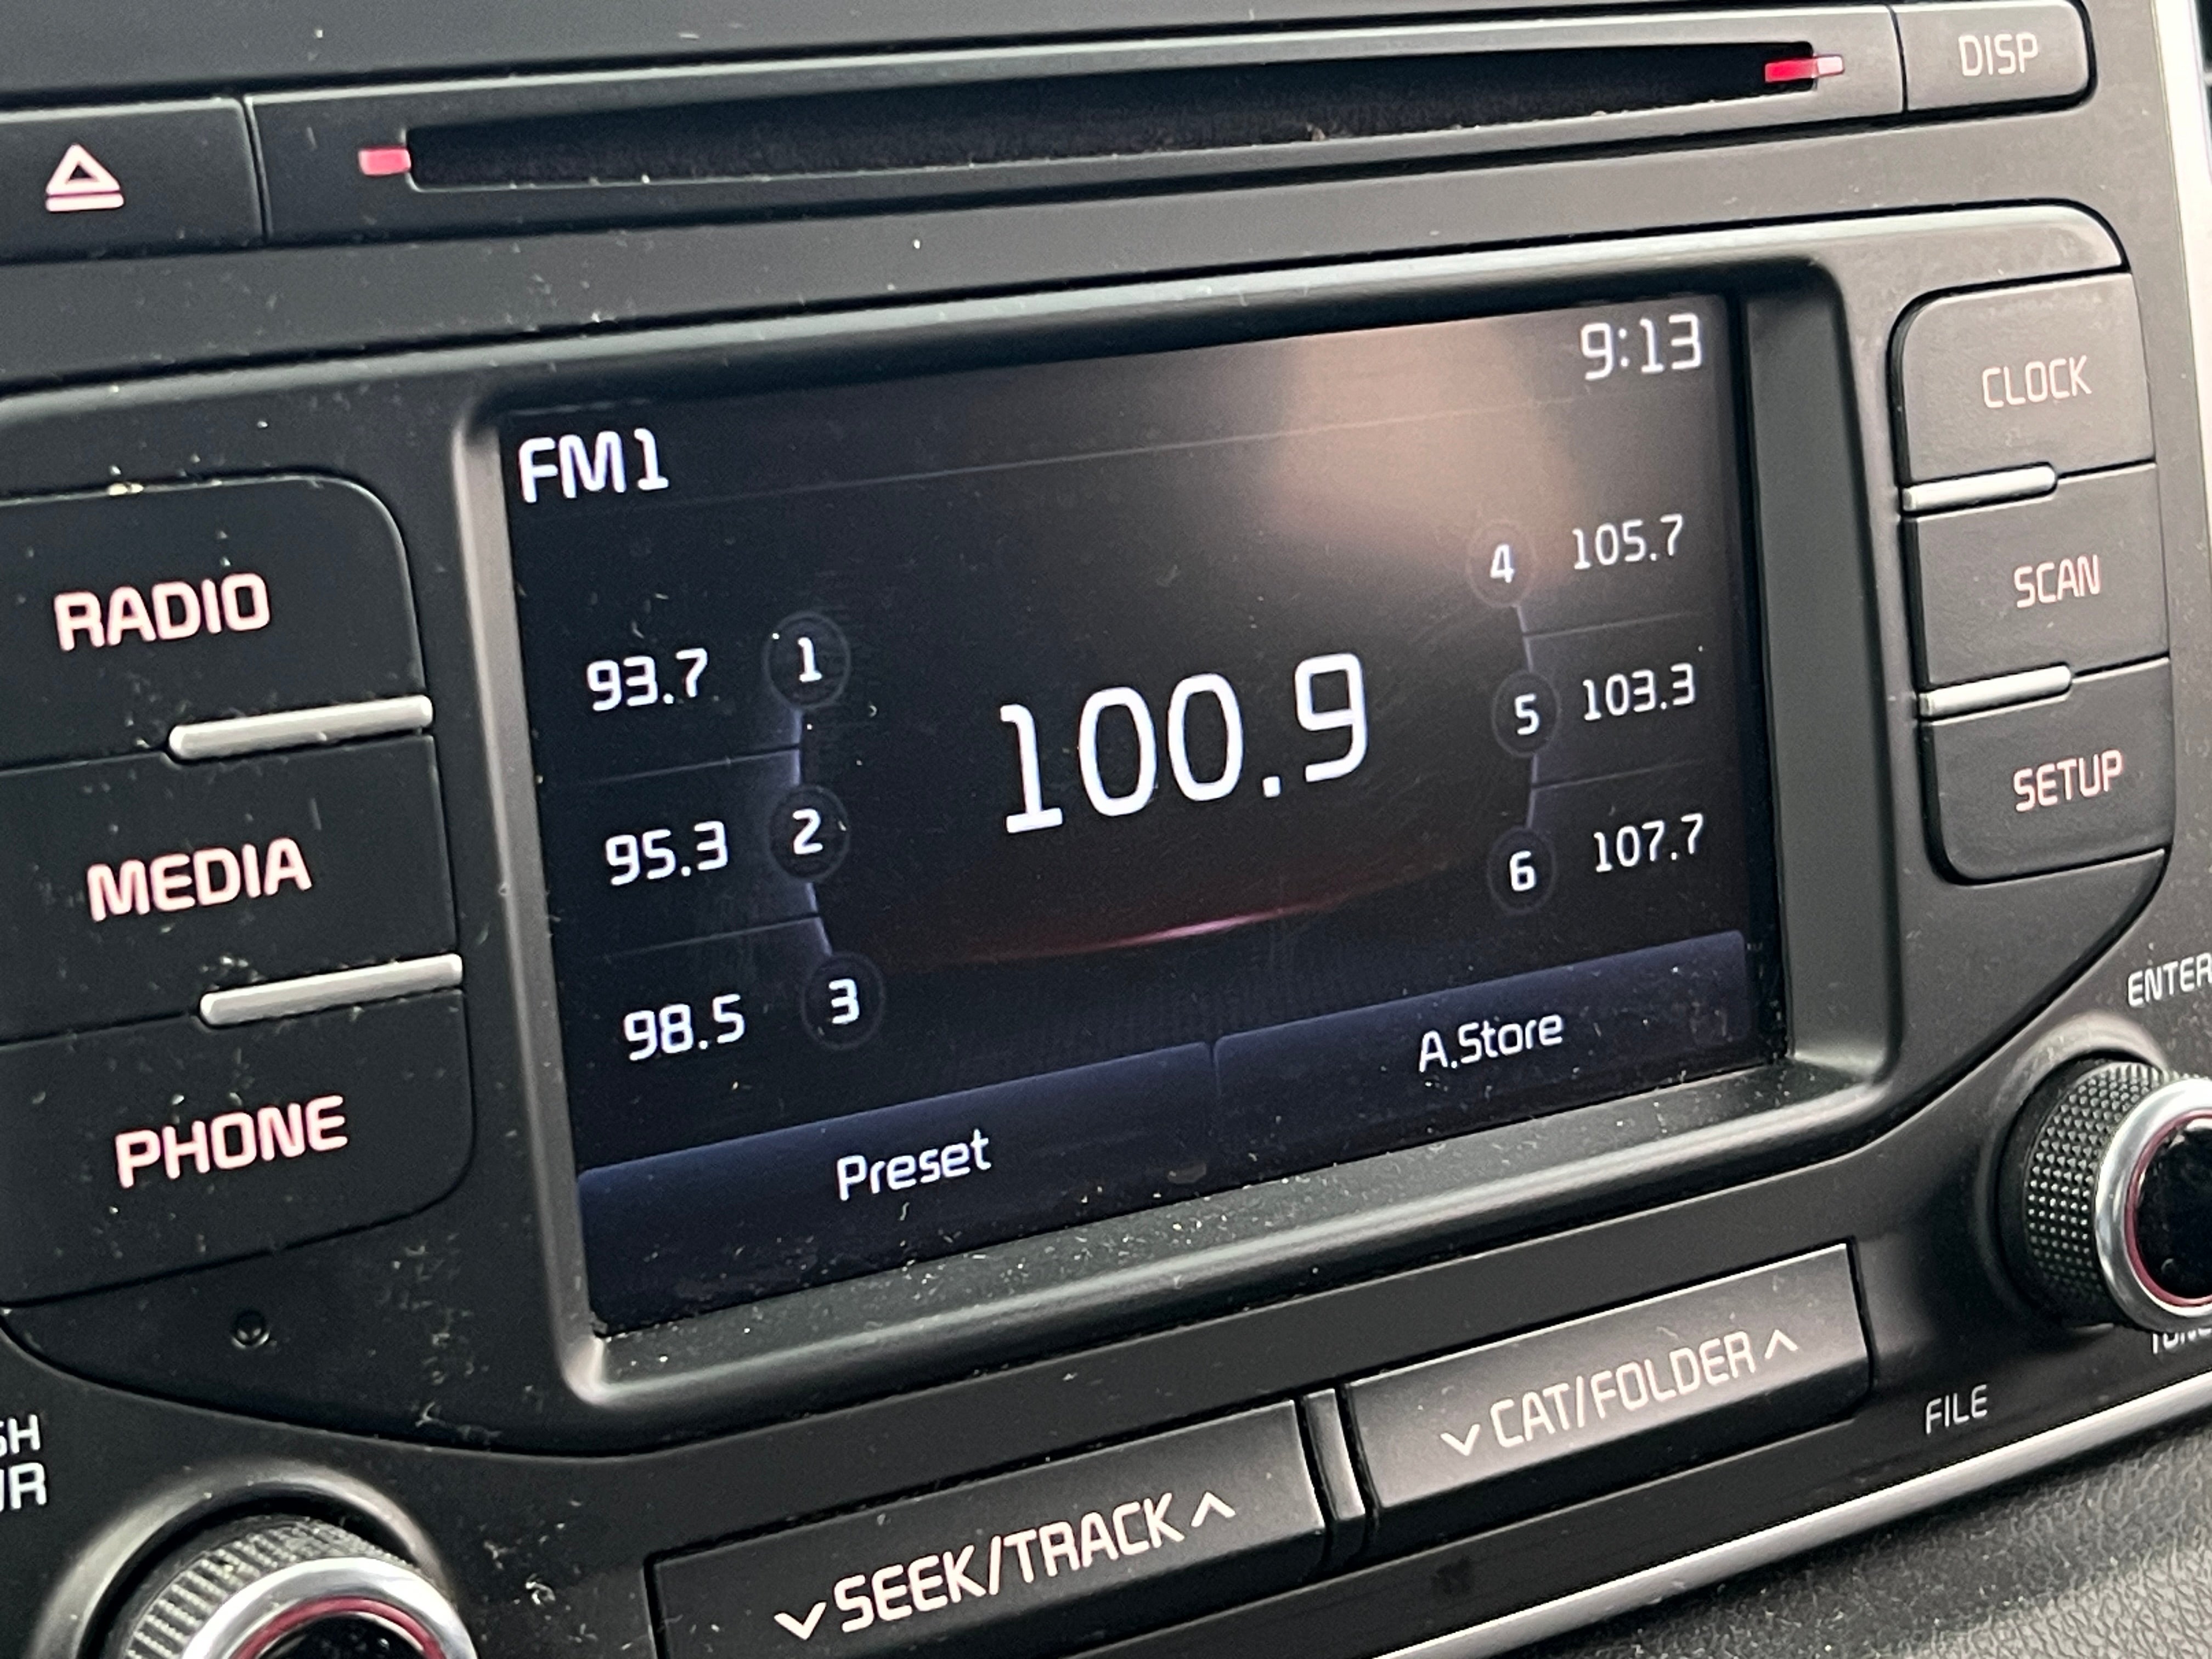 DISP
9:13
CLOCK
FM1
105.7
4
SCAN
RADIO
93.7 1
100.9
5 103.3
SETUP
95.3 2
6 107.7
MEDIA
98.5 3
A.Store
ENTER
PHONE
Preset
CAT/FOLDER
FILE
SEEK/TRACK